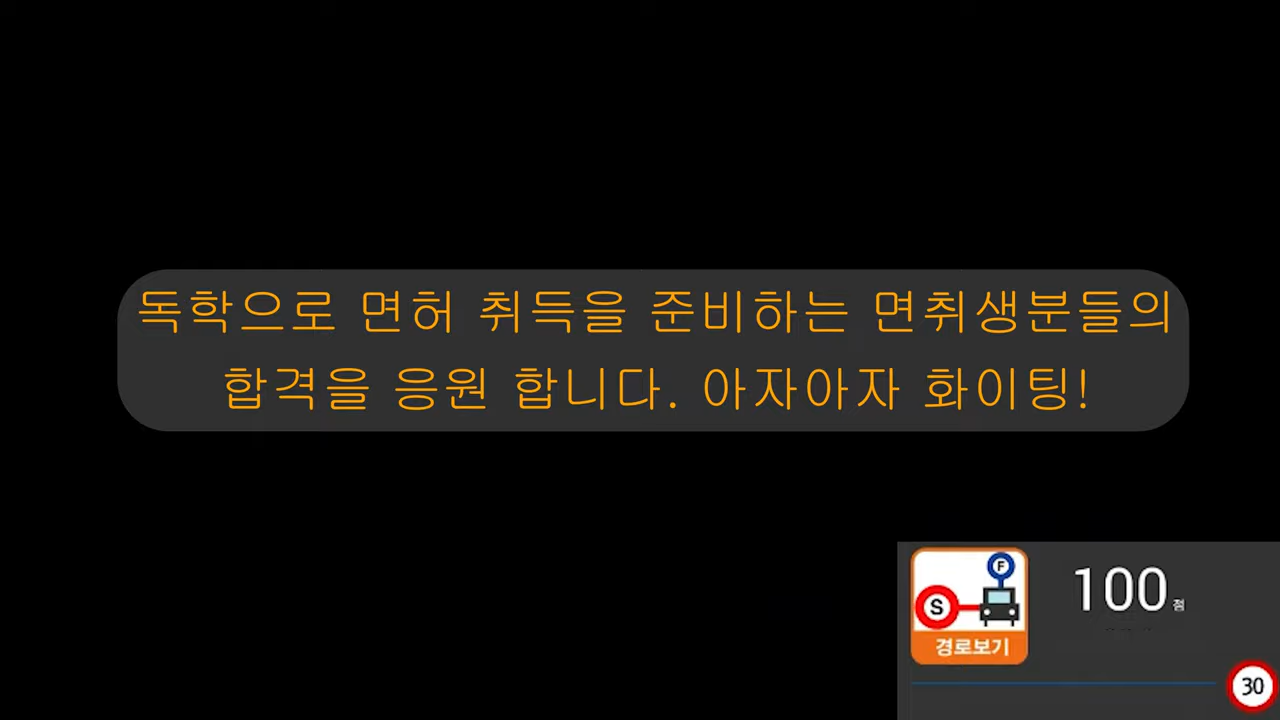 독학으로 면허 취득을 준비하는 면취생분들의
합격을 응원 합니다. 아자아자 화이팅!
F
S
경로보기
100점
30